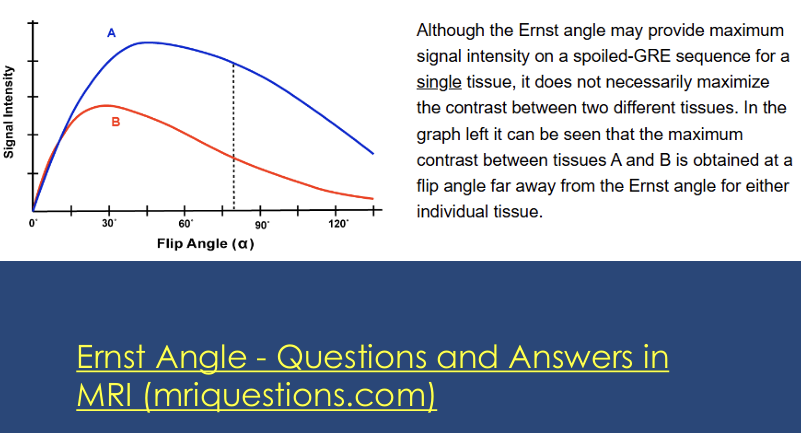 A
B
Signal Intensity
0°
30°
60°
90°
120°
Flip Angle (α)
Although the Ernst angle may provide maximum
signal intensity on a spoiled-GRE sequence for a
single tissue, it does not necessarily maximize
the contrast between two different tissues. In the
graph left it can be seen that the maximum
contrast between tissues A and B is obtained at a
flip angle far away from the Ernst angle for either
individual tissue.
Ernst Angle - Questions and Answers in
MRI (mriquestions.com)